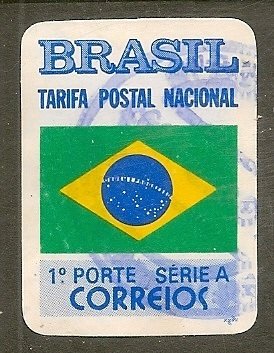 BRASIL
TARIFA POSTAL NACIONAL
1º PORTE SÉRIE A
CORREIOS